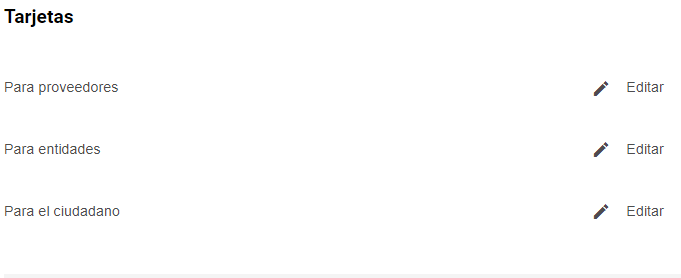 Tarjetas
Para proveedores Editar
Para entidades Editar
Para el ciudadano Editar